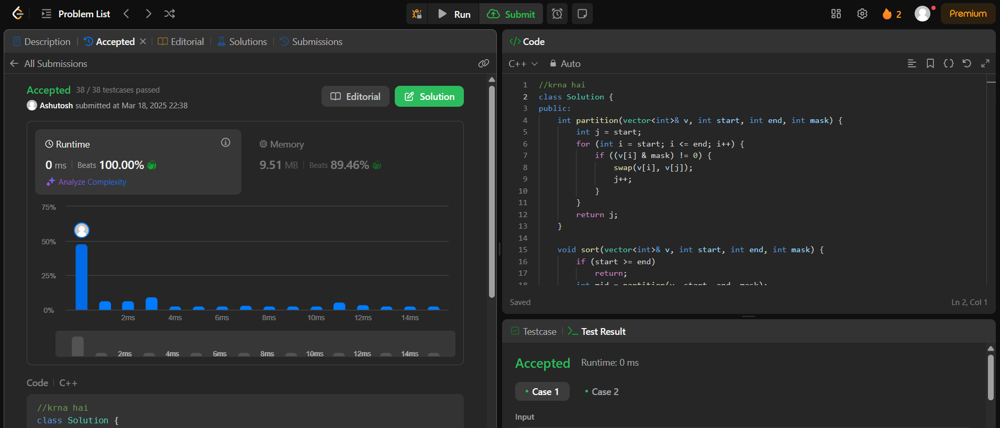 Problem List
Run
Submit
2
Premium
Description
Accepted
Editorial
Solutions
Submissions
All Submissions
Accepted 38 / 38 testcases passed
Ashutosh submitted at Mar 18, 2025 22:38
Editorial
Solution
Runtime
0 ms Beats 100.00%
Analyze Complexity
Memory
9.51 MB Beats 89.46%
75%
50%
25%
0%
2ms 4ms 6ms 8ms 10ms 12ms 14ms
2ms 4ms 6ms 8ms 10ms 12ms 14ms
Code C++
//krna hai
class Solution {
</> Code
C++ Auto
1 //krna hai
2 class Solution {
3 public:
4     int partition(vector<int>& v, int start, int end, int mask) {
5         int j = start;
6         for (int i = start; i <= end; i++) {
7             if ((v[i] & mask) != 0) {
8                 swap(v[i], v[j]);
9                 j++;
10             }
11         }
12         return j;
13     }
14
15     void sort(vector<int>& v, int start, int end, int mask) {
16         if (start >= end)
17             return;
18         int mid = partition(v, start, end, mask);
Saved
Ln 2, Col 1
Testcase
Test Result
Accepted Runtime: 0 ms
Case 1
Case 2
Input